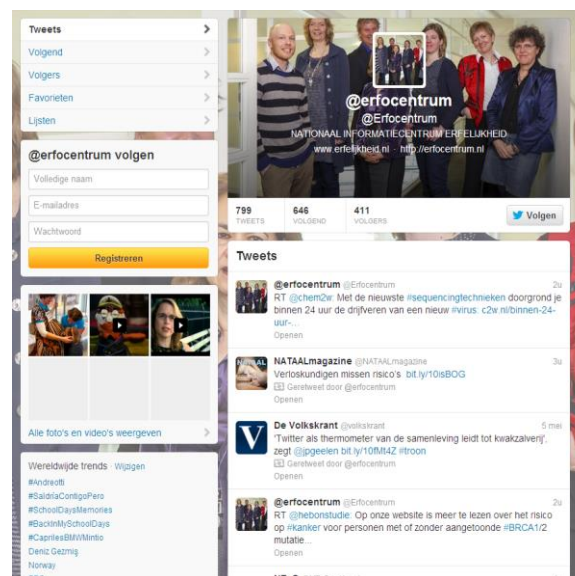 Tweets
Volgend
Volgers
Favorieten
Lijsten
@erfocentrum volgen
Volledige naam
E-mailadres
Wachtwoord
Registreren
Alle foto's en video's weergeven
Wereldwijde trends · Wijzigen
#Andreotti
#SaldriaContigoPero
#SchoolDaysMemories
#BackInMySchoolDays
#CaprilesBMWMintio
Deniz Gezmiş
Norway
@erfocentrum
@Erfocentrum
NATIONAAL INFORMATIECENTRUM ERFELIJKHEID
www.erfelijkheid.nl · http://erfocentrum.nl
799
TWEETS
646
VOLGEND
411
VOLGERS
Volgen
Tweets
@erfocentrum @Erfocentrum 2u
RT @chem2w: Met de nieuwste #sequencingtechnieken doorgrond je
binnen 24 uur de drijfveren van een nieuw #virus. c2w.nl/binnen-24-
uur-...
Openen
NATAAL
NATAALmagazine @NATAALmagazine 3u
Verloskundigen missen risico's bit.ly/10isBOG
Geretweet door @erfocentrum
Openen
V
De Volkskrant @volkskrant 5 mei
'Twitter als thermometer van de samenleving leidt tot kwakzalverij',
zegt @jpgeelen bit.ly/10fMt4Z #troon
Geretweet door @erfocentrum
Openen
@erfocentrum @Erfocentrum 2u
RT @hebonstudie: Op onze website is meer te lezen over het risico
op #kanker voor personen met of zonder aangetoonde #BRCA1/2
mutatie...
Openen